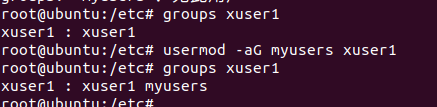 root@ubuntu:/etc# groups xuser1
xuser1 : xuser1
root@ubuntu:/etc# usermod -aG myusers xuser1
root@ubuntu:/etc# groups xuser1
xuser1 : xuser1 myusers
root@ubuntu:/etc#